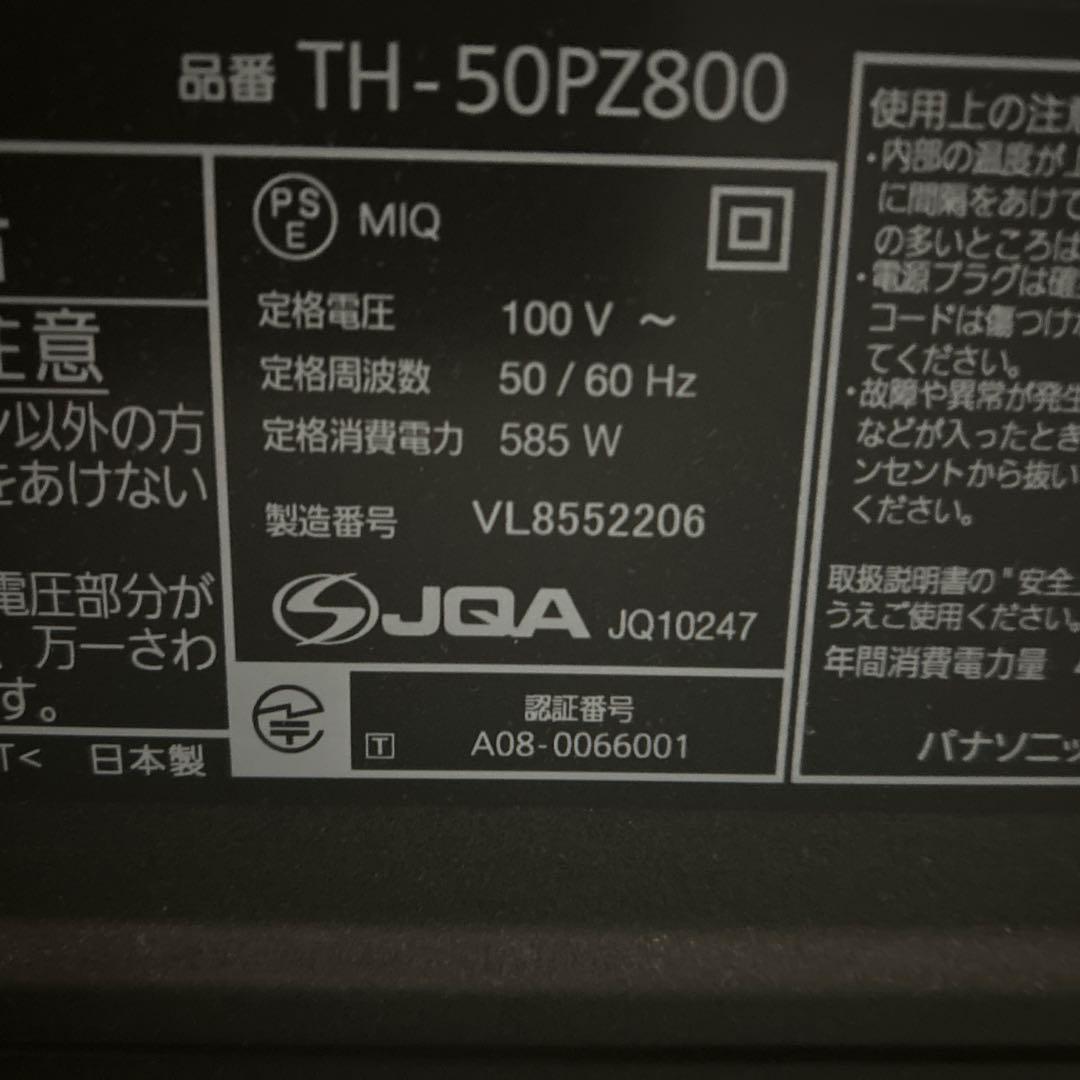 品番 TH-50PZ800
注意
以外の方
をあけない
電圧部分が
、万一さわ
す。
T< 日本製
PS
E
MIQ
定格電圧 100 V ～
定格周波数 50 / 60 Hz
定格消費電力 585 W
製造番号 VL8552206
JQA JQ10247
認証番号
T A08-0066001
使用上の注意
・内部の温度が上
に間隔をあけて
の多いところは
・電源プラグは確
コードは傷つけ
てください。
・故障や異常が発生
などが入ったとき
ンセントから抜い
ください。
取扱説明書の"安全上
うえご使用ください。
年間消費電力量
パナソニッ